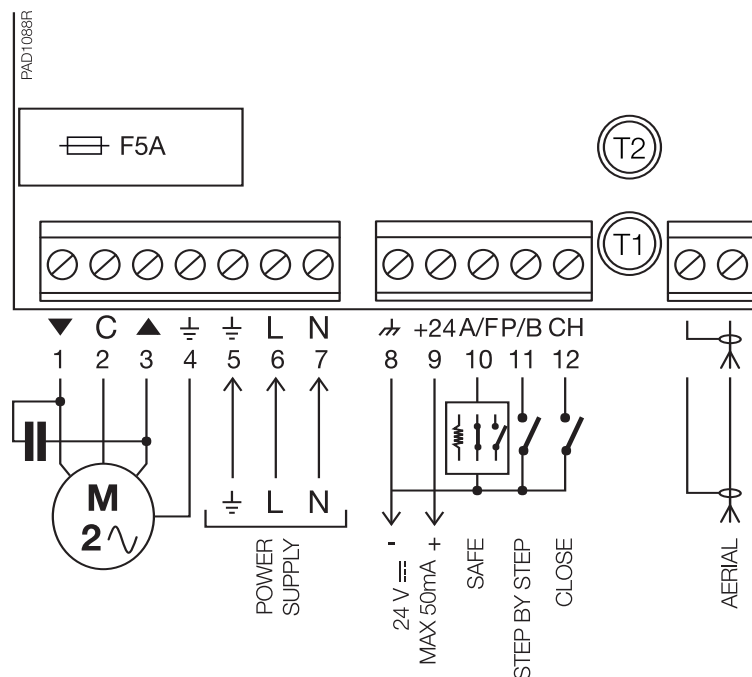 PAD1088R
F5A
T2
T1
▼ C ▲ ⏚ ⏚ L N
1 2 3 4 5 6 7
+24 A/F P/B CH
8 9 10 11 12
M
2
⏚ L N
POWER
SUPPLY
-
+
24 V
MAX 50mA
SAFE
STEP BY STEP
CLOSE
AERIAL